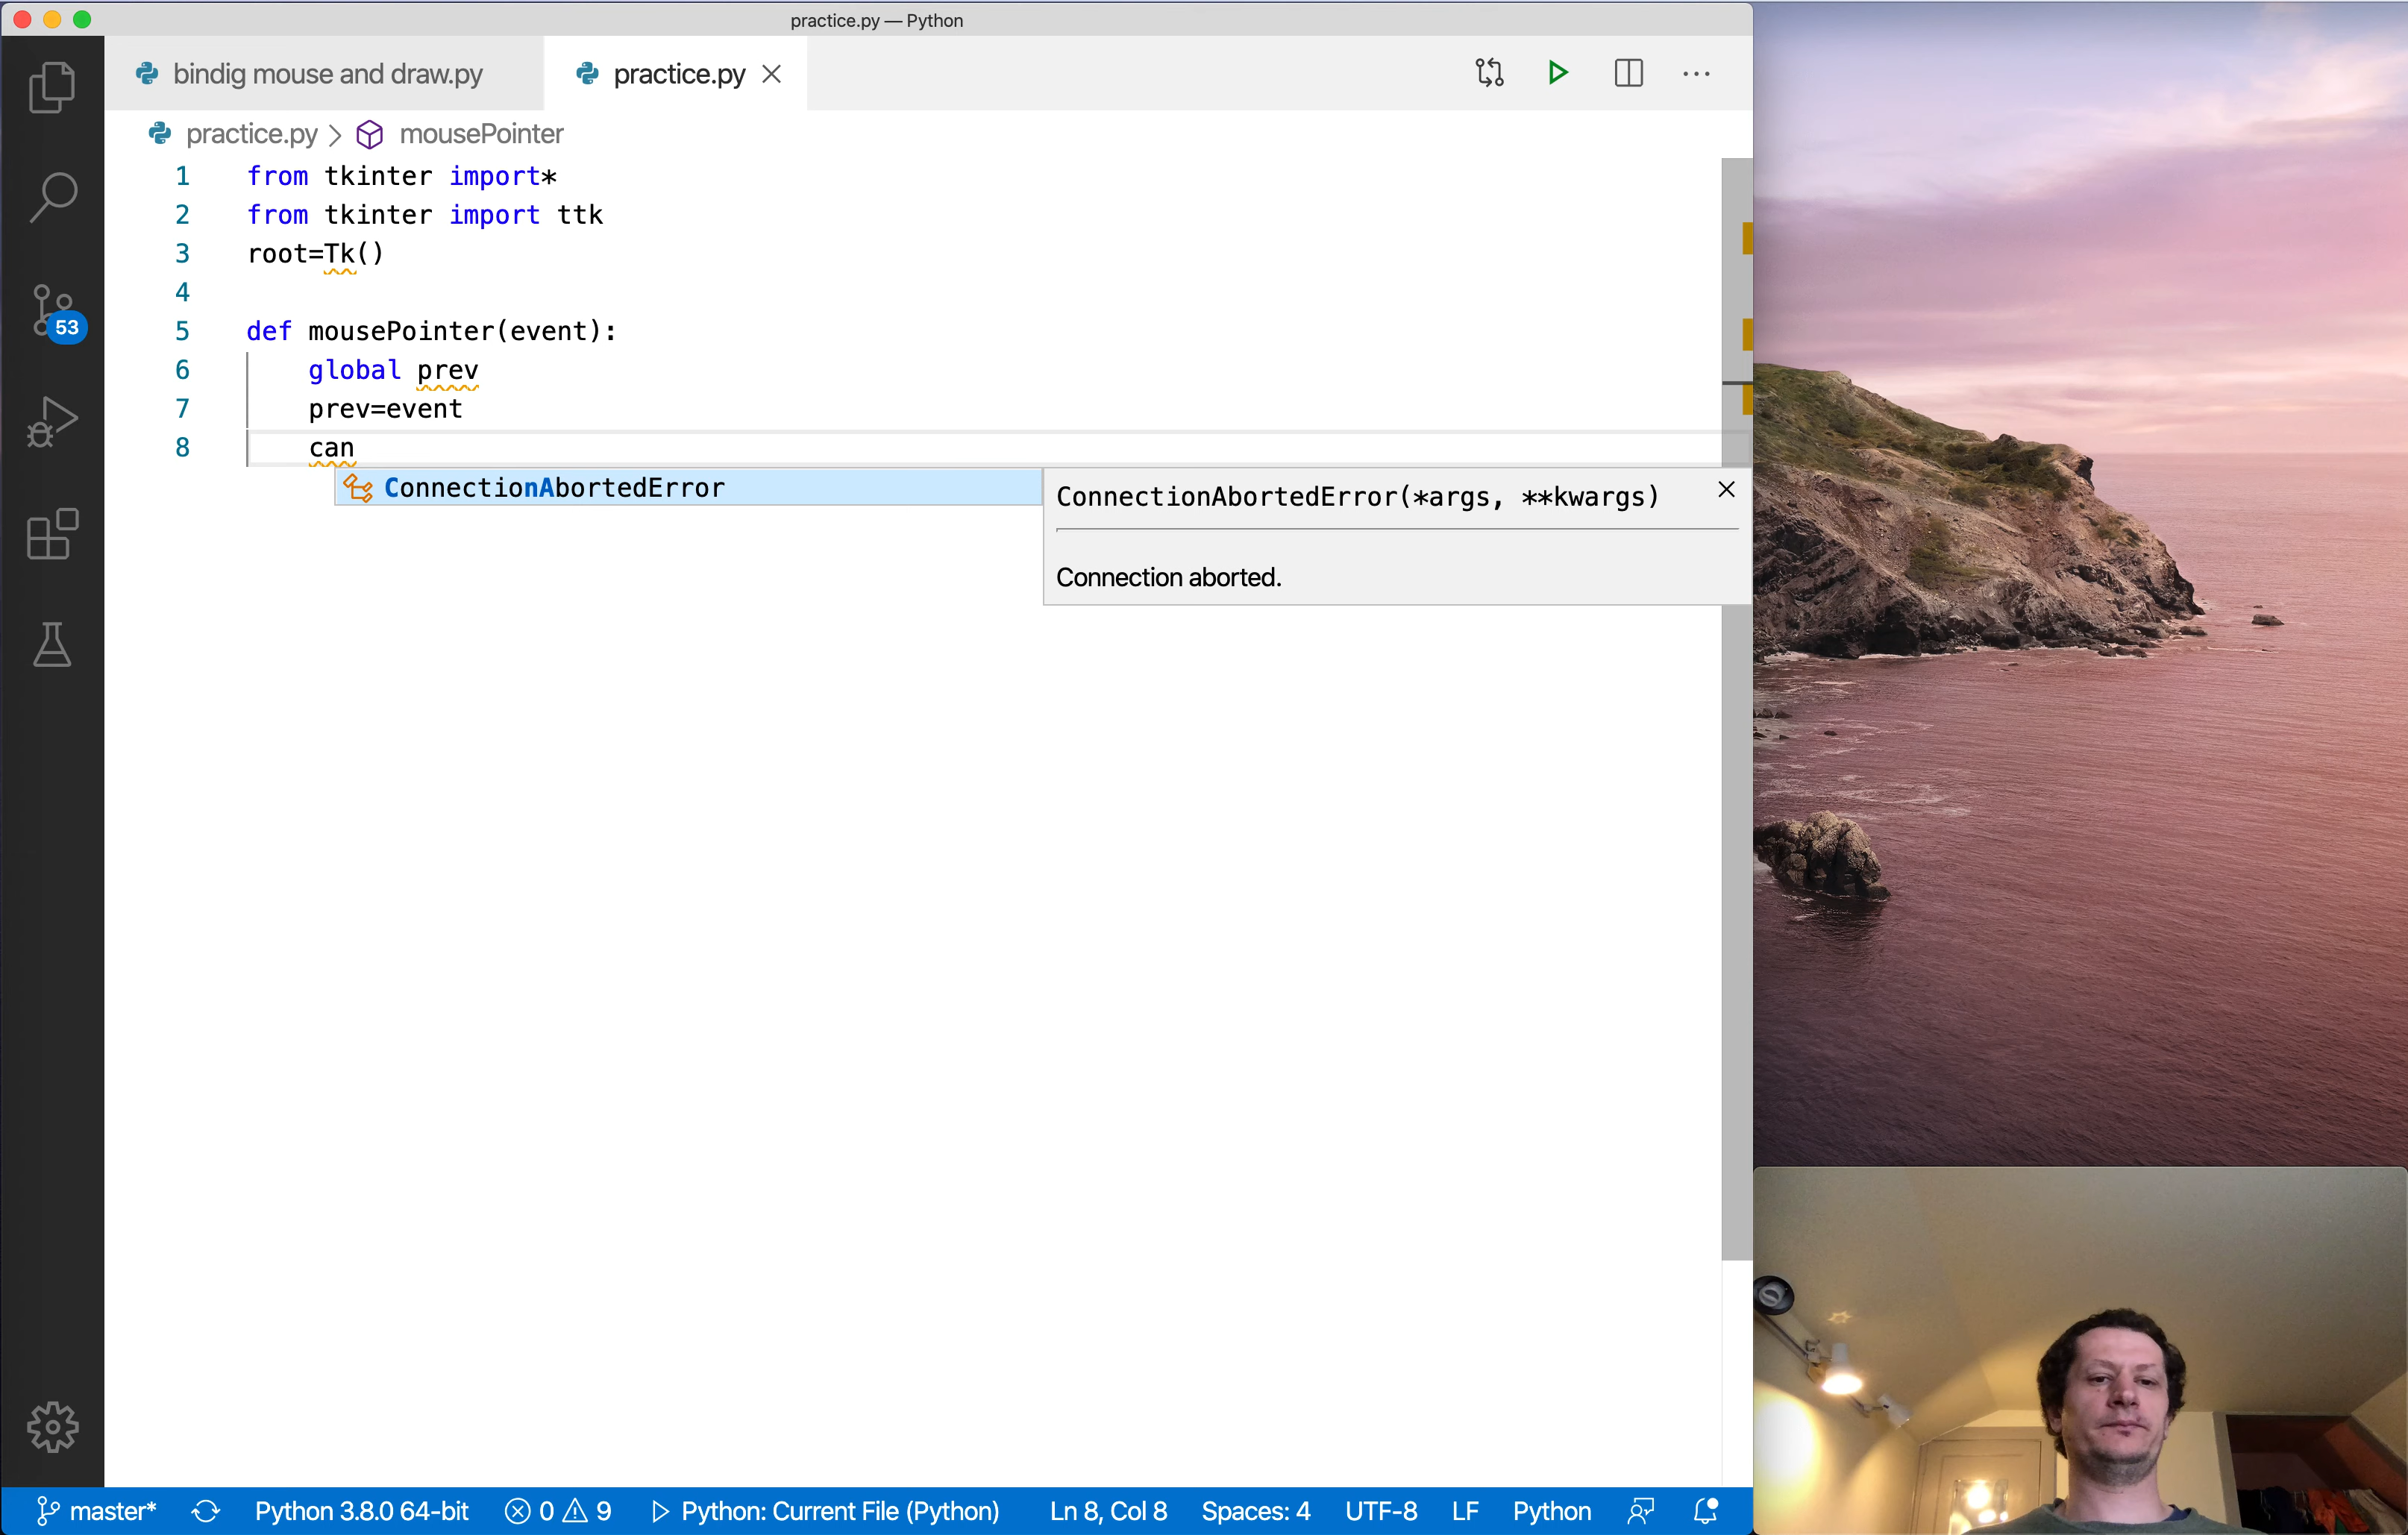 practice.py — Python
bindig mouse and draw.py
practice.py
practice.py > mousePointer
1 from tkinter import*
2 from tkinter import ttk
3 root=Tk()
4
5 def mousePointer(event):
6 global prev
7 prev=event
8 can
ConnectionAbortedError
ConnectionAbortedError(*args, **kwargs)
Connection aborted.
53
master* Python 3.8.0 64-bit 0 9 Python: Current File (Python) Ln 8, Col 8 Spaces: 4 UTF-8 LF Python